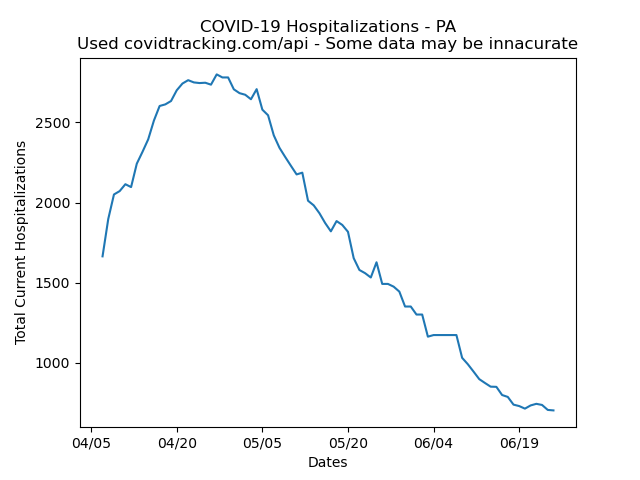 COVID-19 Hospitalizations - PA
Used covidtracking.com/api - Some data may be innacurate
Total Current Hospitalizations
2500
2000
1500
1000
04/05 04/20 05/05 05/20 06/04 06/19
Dates